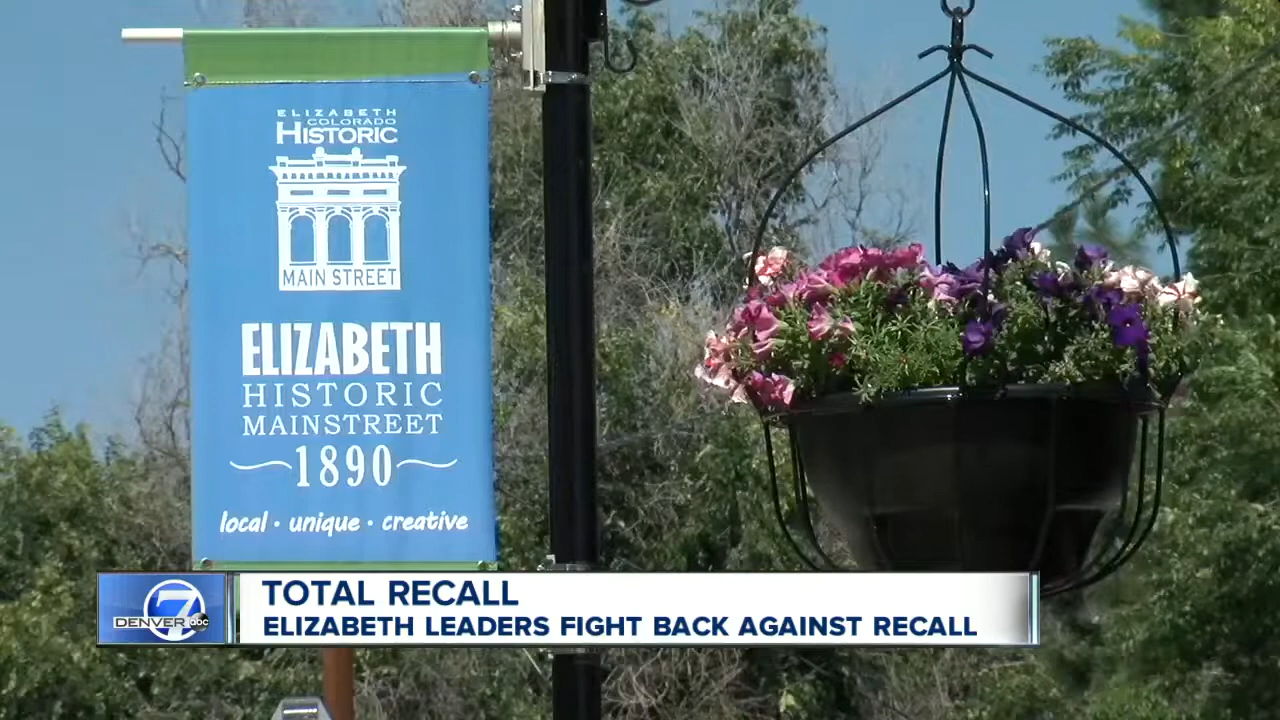 ELIZABETH
COLORADO
HISTORIC
MAIN STREET
ELIZABETH
HISTORIC
MAINSTREET
1890
local · unique · creative
DENVER 7 abc
TOTAL RECALL
ELIZABETH LEADERS FIGHT BACK AGAINST RECALL